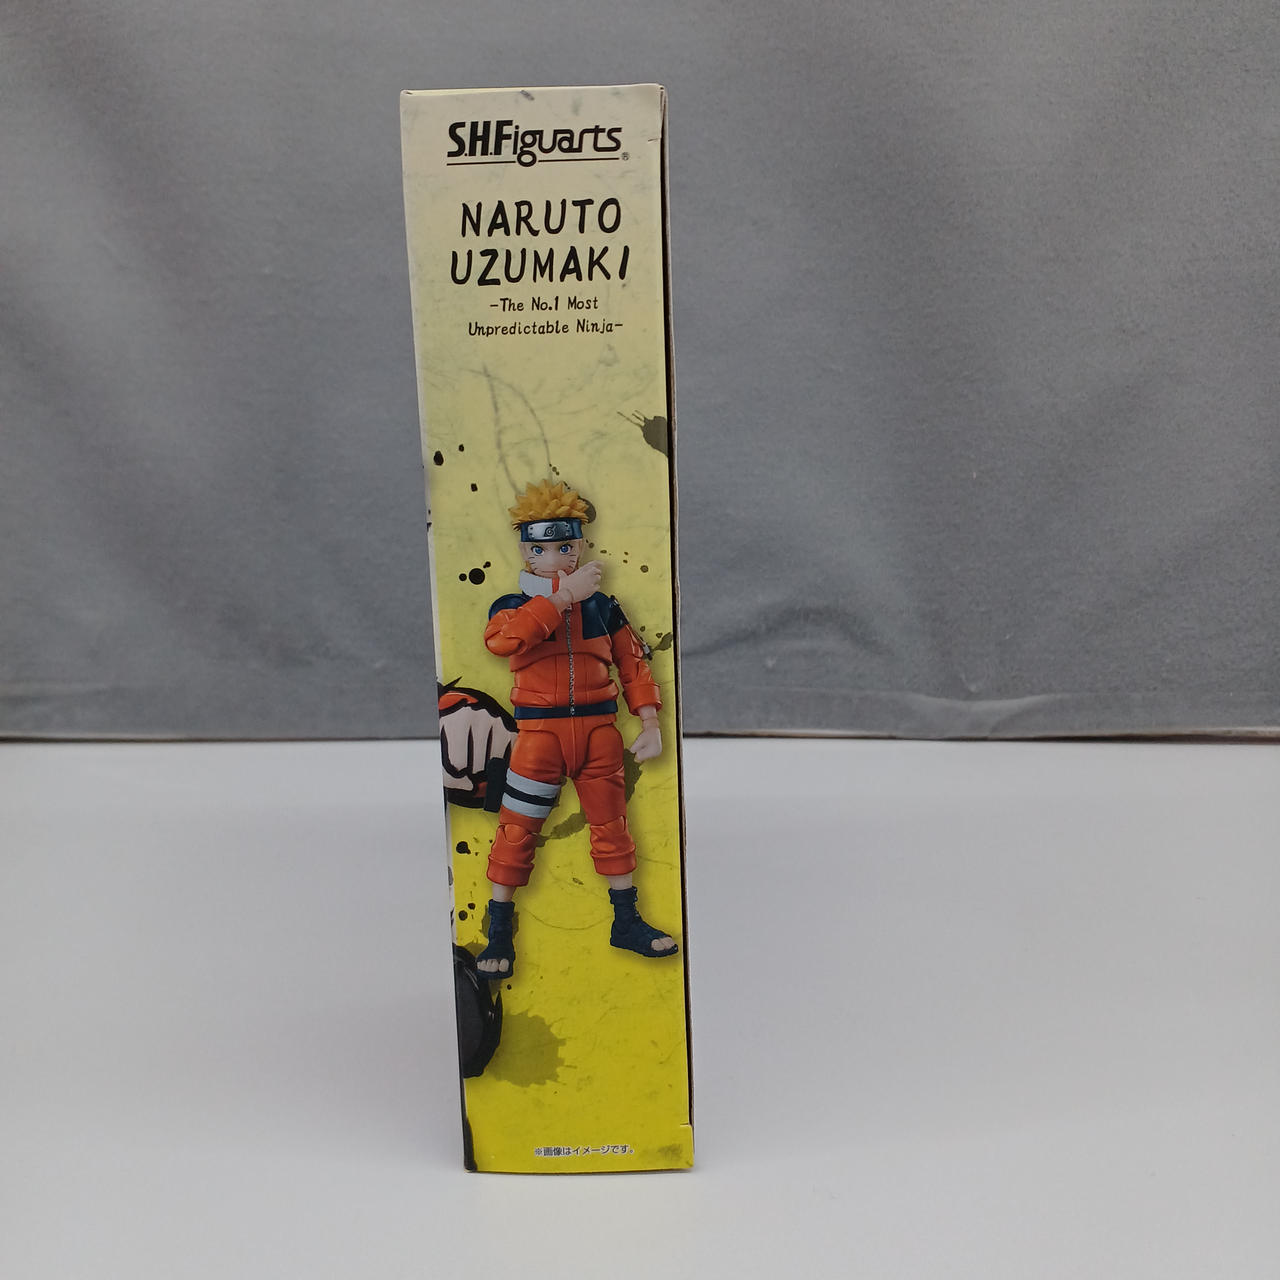 S.H.Figuarts®
NARUTO
UZUMAKI
-The No.1 Most
Unpredictable Ninja-
※画像はイメージです。